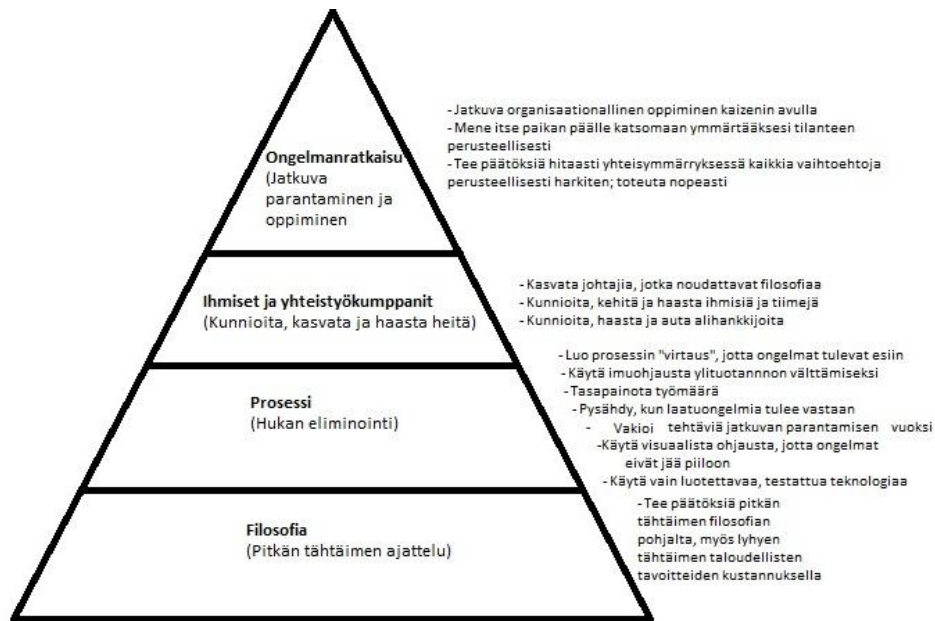 Ongelmanratkaisu
(Jatkuva
parantaminen ja
oppiminen
-Jatkuva organisaationallinen oppiminen kaizenin avulla
-Mene itse paikan päälle katsomaan ymmärtääksesi tilanteen
perusteellisesti
-Tee päätöksiä hitaasti yhteisymmärryksessä kaikkia vaihtoehtoja
perusteellisesti harkiten; toteuta nopeasti
Ihmiset ja yhteistyökumppanit
(Kunnioita, kasvata ja haasta heitä)
-Kasvata johtajia, jotka noudattavat filosofiaa
-Kunnioita, kehitä ja haasta ihmisiä ja tiimejä
-Kunnioita, haasta ja auta alihankkijoita
Prosessi
(Hukan eliminointi)
-Luo prosessin "virtaus", jotta ongelmat tulevat esiin
-Käytä imuohjausta ylituotannnon välttämiseksi
-Tasapainota työmäärä
-Pysähdy, kun laatuongelmia tulee vastaan
- Vakioi tehtäviä jatkuvan parantamisen vuoksi
-Käytä visuaalista ohjausta, jotta ongelmat
eivät jää piiloon
-Käytä vain luotettavaa, testattua teknologiaa
Filosofia
(Pitkän tähtäimen ajattelu)
-Tee päätöksiä pitkän
tähtäimen filosofian
pohjalta, myös lyhyen
tähtäimen taloudellisten
tavoitteiden kustannuksella